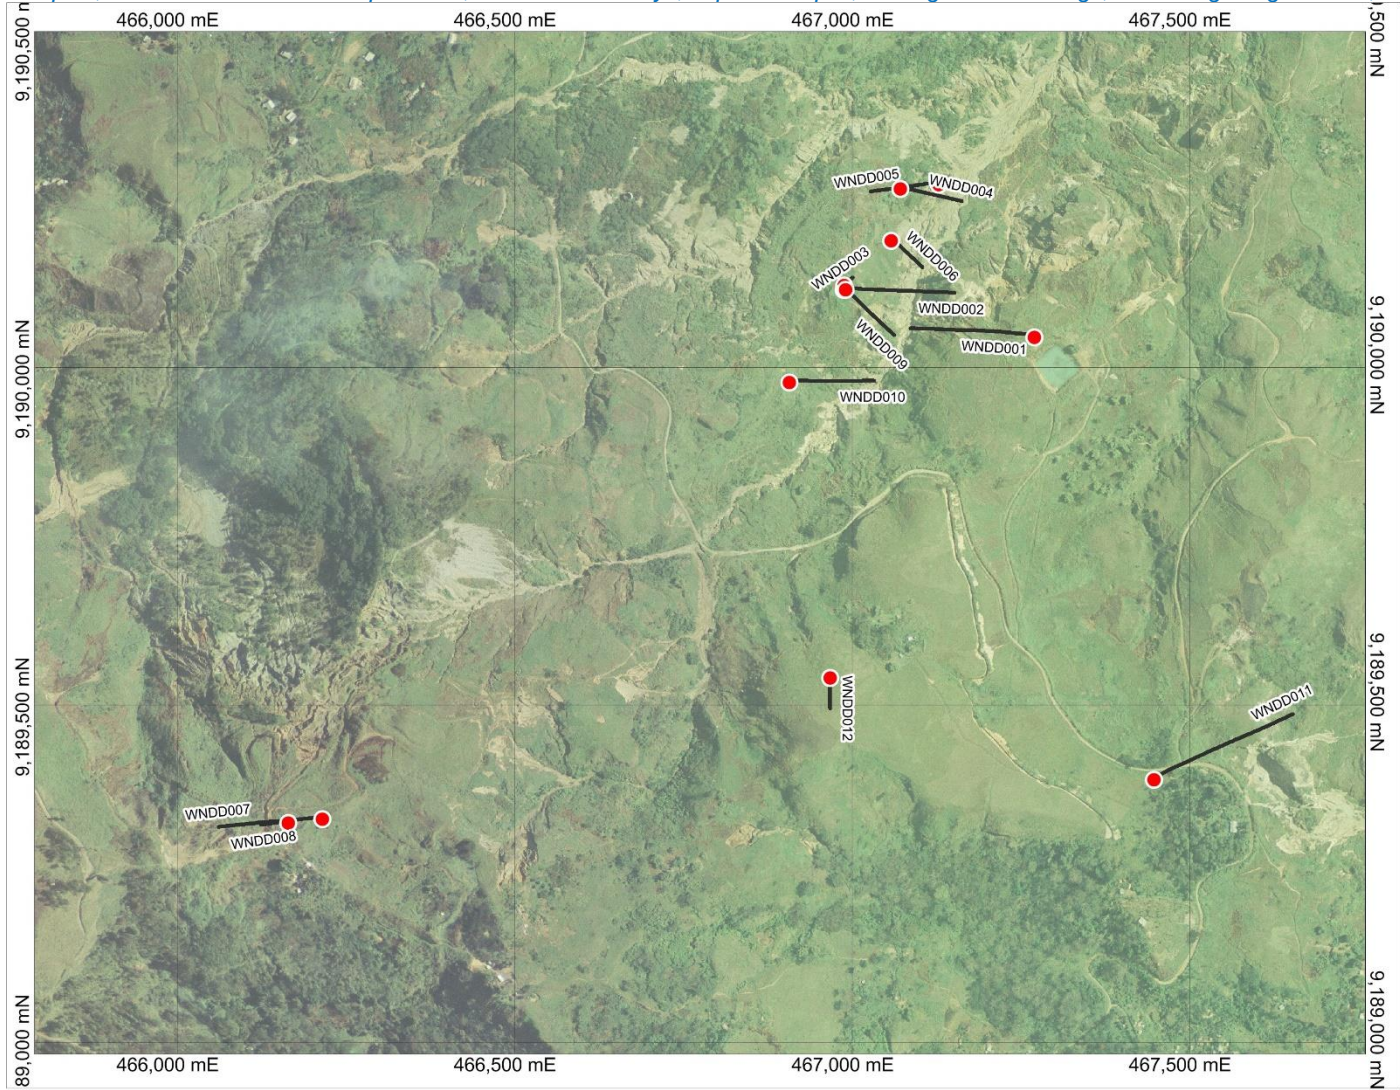 466,000 mE
466,500 mE
467,000 mE
467,500 mE
9,190,500 n
,500 mN
WNDD005
WNDD004
WNDD006
WNDD003
WNDD002
WNDD009
WNDD001
WNDD010
9,190,000 mN
9,190,000 mN
WNDD012
WNDD011
9,189,500 mN
9,189,500 mN
WNDD007
WNDD008
89,000 mN
9,189,000 mN
466,000 mE
466,500 mE
467,000 mE
467,500 mE